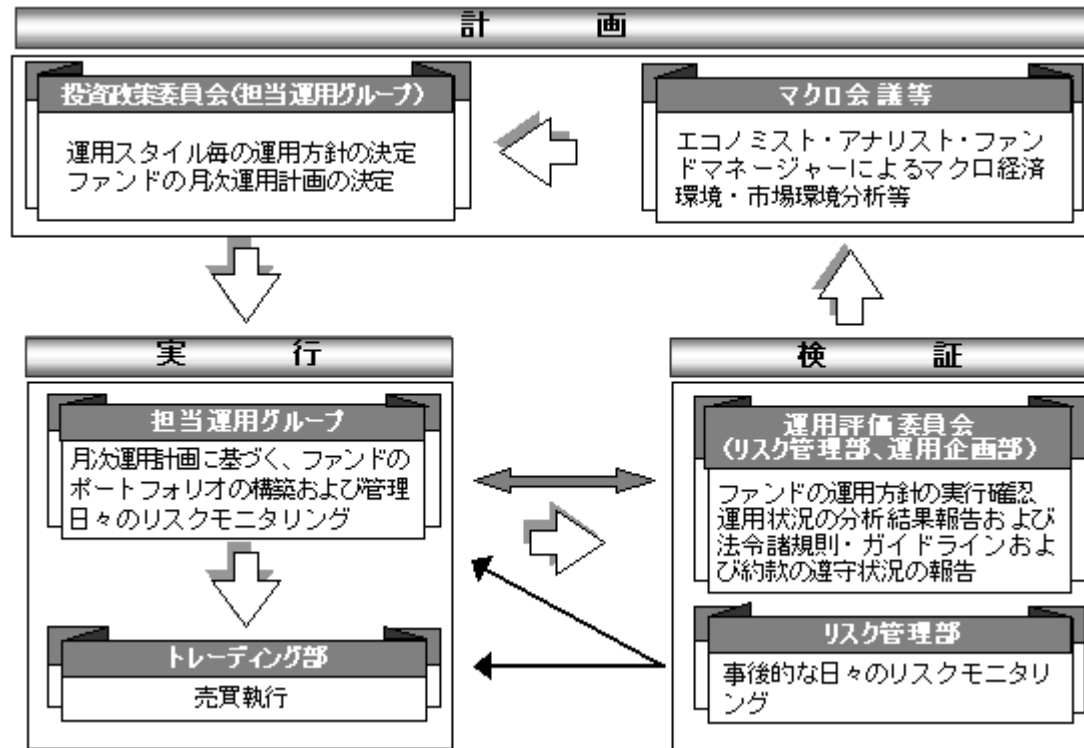 計画
投資政策委員会(担当運用グループ)
運用スタイル毎の運用方針の決定
ファンドの月次運用計画の決定
マクロ会議等
エコノミスト・アナリスト・ファン
ドマネージャーによるマクロ経済
環境・市場環境分析等
実行
担当運用グループ
月次運用計画に基づく、ファンドの
ポートフォリオの構築および管理
日々のリスクモニタリング
トレーディング部
売買執行
検証
運用評価委員会
(リスク管理部、運用企画部)
ファンドの運用方針の実行確認
運用状況の分析結果報告および
法令諸規則・ガイドラインおよ
び約款の遵守状況の報告
リスク管理部
事後的な日々のリスクモニタリ
ング